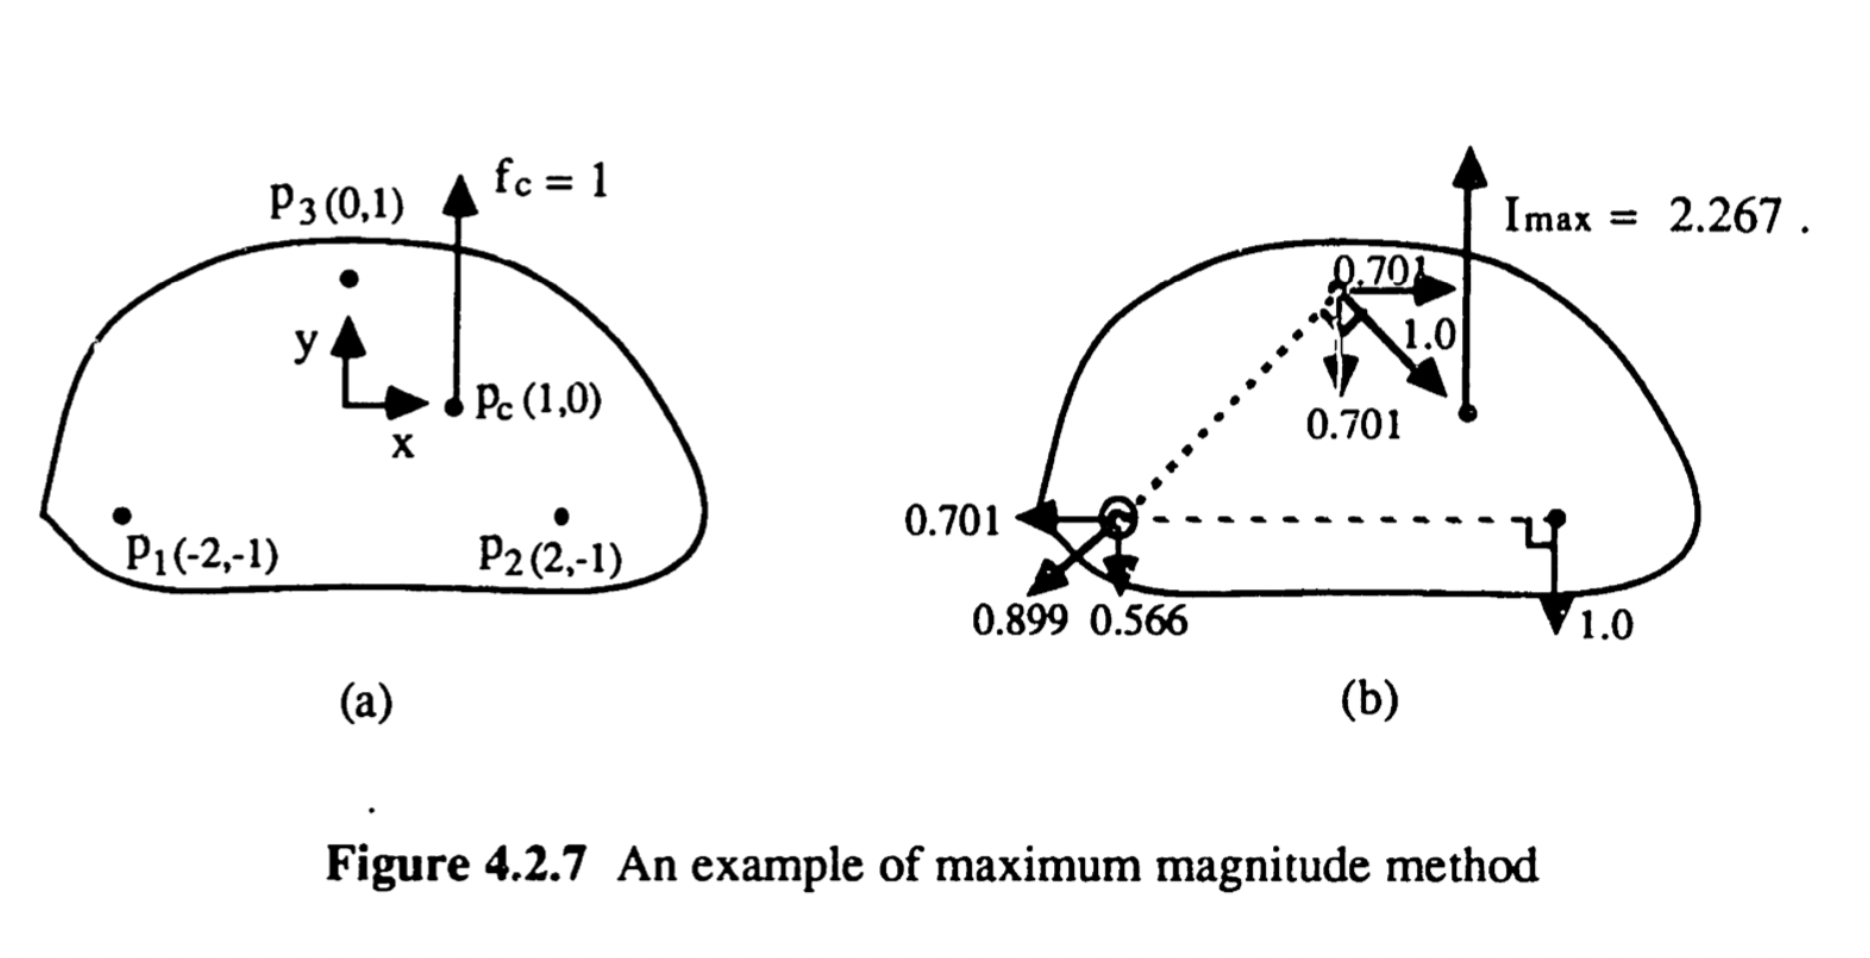 p3 (0,1)
fc = 1
y
x
pc (1,0)
p1 (-2,-1)
p2 (2,-1)
(a)
Imax = 2.267 .
0.701
1.0
0.701
0.701
0.899
0.566
1.0
(b)
Figure 4.2.7 An example of maximum magnitude method